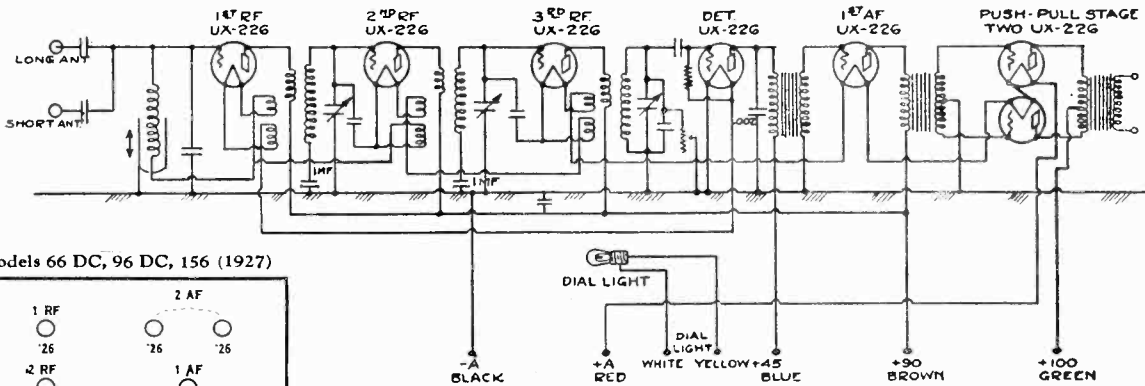 1ST RF
UX-226
2ND RF
UX-226
3RD RF.
UX-226
DET.
UX-226
1ST AF
UX-226
PUSH-PULL STAGE
TWO UX-226
LONG ANT
SHORT ANT.
1MF
1MF
.002
odels 66 DC, 96 DC, 156 (1927)
1 RF
'26
2 AF
'26
'26
2 RF
1 AF
DIAL LIGHT
-A
BLACK
+A
RED
DIAL
LIGHT
WHITE YELLOW
+45
BLUE
+90
BROWN
+100
GREEN